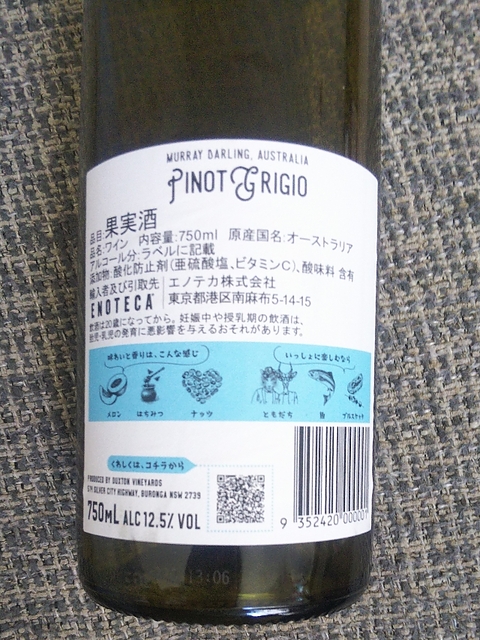 MURRAY DARLING, AUSTRALIA
PINOT GRIGIO
品目:果実酒
品名:ワイン 内容量:750ml 原産国名:オーストラリア
アルコール分:ラベルに記載
添加物:酸化防止剤(亜硫酸塩、ビタミンC)、酸味料 含有
輸入者及び引取先 エノテカ株式会社
ENOTECA 東京都港区南麻布5-14-15
飲酒は20歳になってから。妊娠中や授乳期の飲酒は、
胎児・乳児の発育に悪影響を与えるおそれがあります。
味わいと香りは、こんな感じ いっしょに楽しむなら
メロン はちみつ ナッツ ともだち 鮭 ブルスケッタ
くわしくは、コチラから
PRODUCED BY DUXTON VINEYARDS
SILVER CITY HIGHWAY, BURONGA NSW 2739
750mL ALC 12.5% VOL
9 352420 000007
13:06